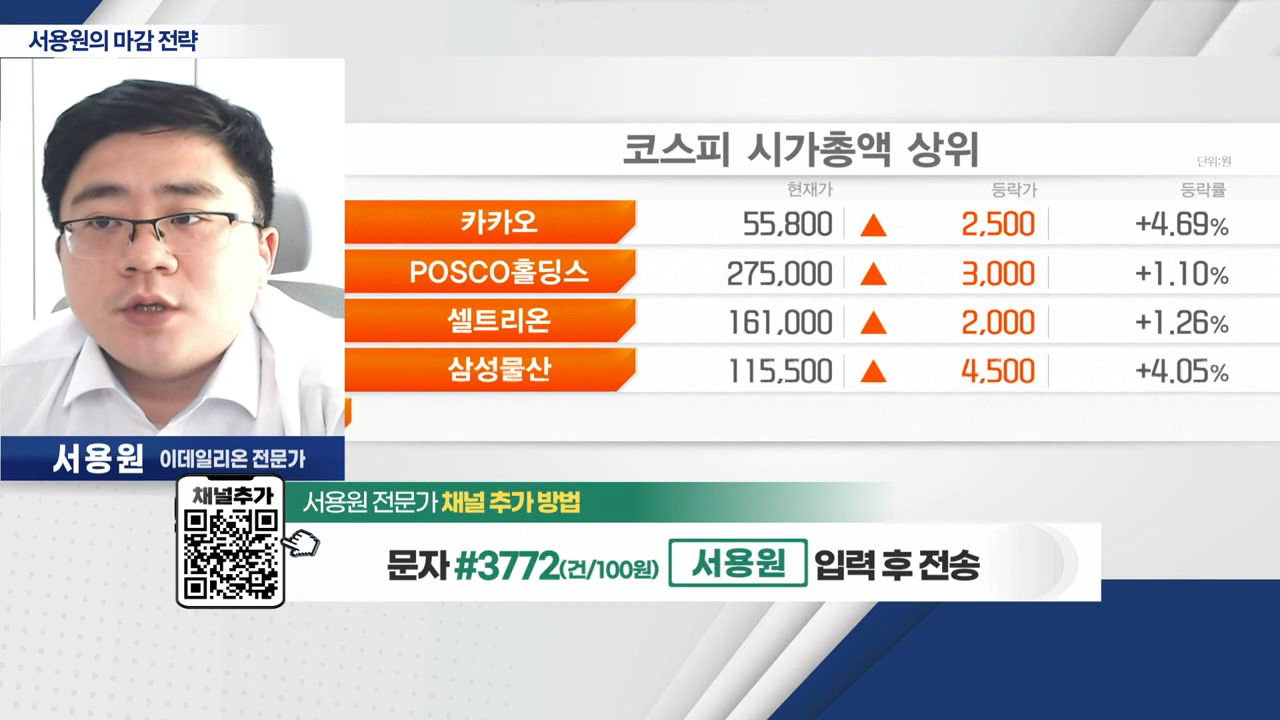 서용원의 마감 전략
코스피 시가총액 상위
단위:원
현재가 등락가 등락률
카카오 55,800 ▲ 2,500 +4.69%
POSCO홀딩스 275,000 ▲ 3,000 +1.10%
셀트리온 161,000 ▲ 2,000 +1.26%
삼성물산 115,500 ▲ 4,500 +4.05%
서용원 이데일리온 전문가
채널추가
서용원 전문가 채널 추가 방법
문자 #3772(건/100원) 서용원 입력 후 전송